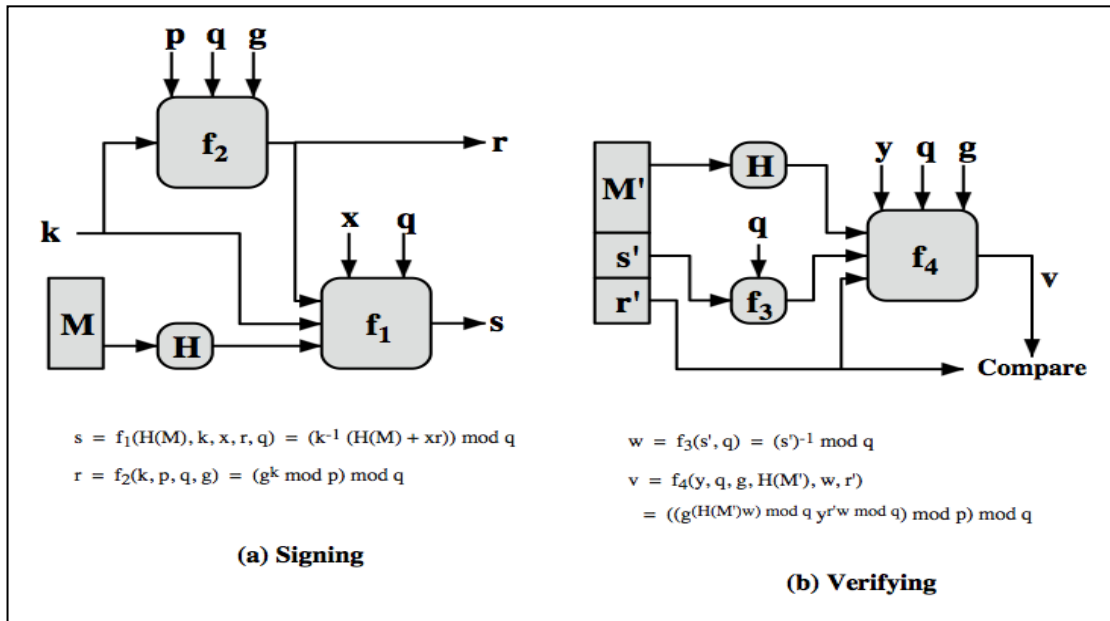 p q g
f₂
r
k
x q
M
H
f₁
s
s = f₁(H(M), k, x, r, q) = (k⁻¹ (H(M) + xr)) mod q
r = f₂(k, p, q, g) = (gᵏ mod p) mod q
(a) Signing
y q g
M'
H
s'
q
f₃
r'
f₄
v
Compare
w = f₃(s', q) = (s')⁻¹ mod q
v = f₄(y, q, g, H(M'), w, r')
= ((g^(H(M')w) mod q y^r'w mod q) mod p) mod q
(b) Verifying